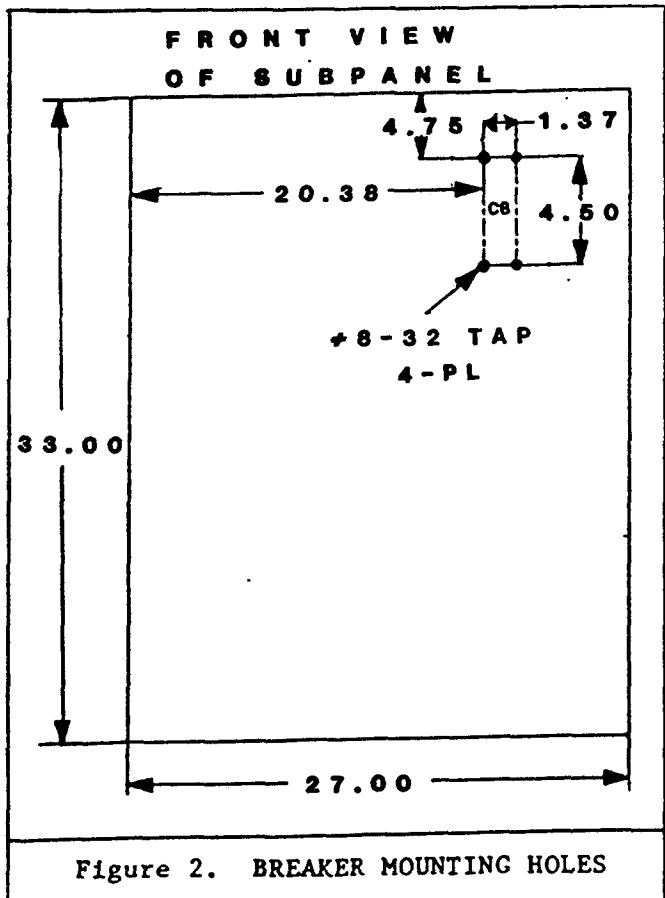 FRONT VIEW
OF SUBPANEL
4.75
1.37
20.38
CB
4.50
#8-32 TAP
4-PL
33.00
27.00
Figure 2. BREAKER MOUNTING HOLES